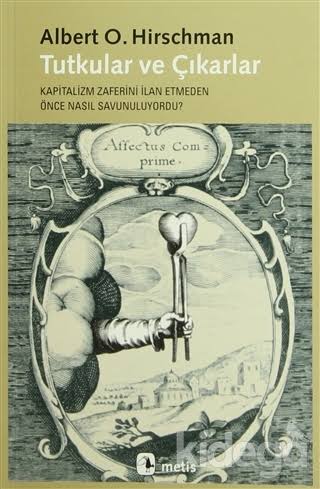 Albert O. Hirschman
Tutkular ve Çıkarlar
KAPİTALİZM ZAFERİNİ İLAN ETMEDEN
ÖNCE NASIL SAVUNULUYORDU?
Affectus Com=
prime.
metis
kidega